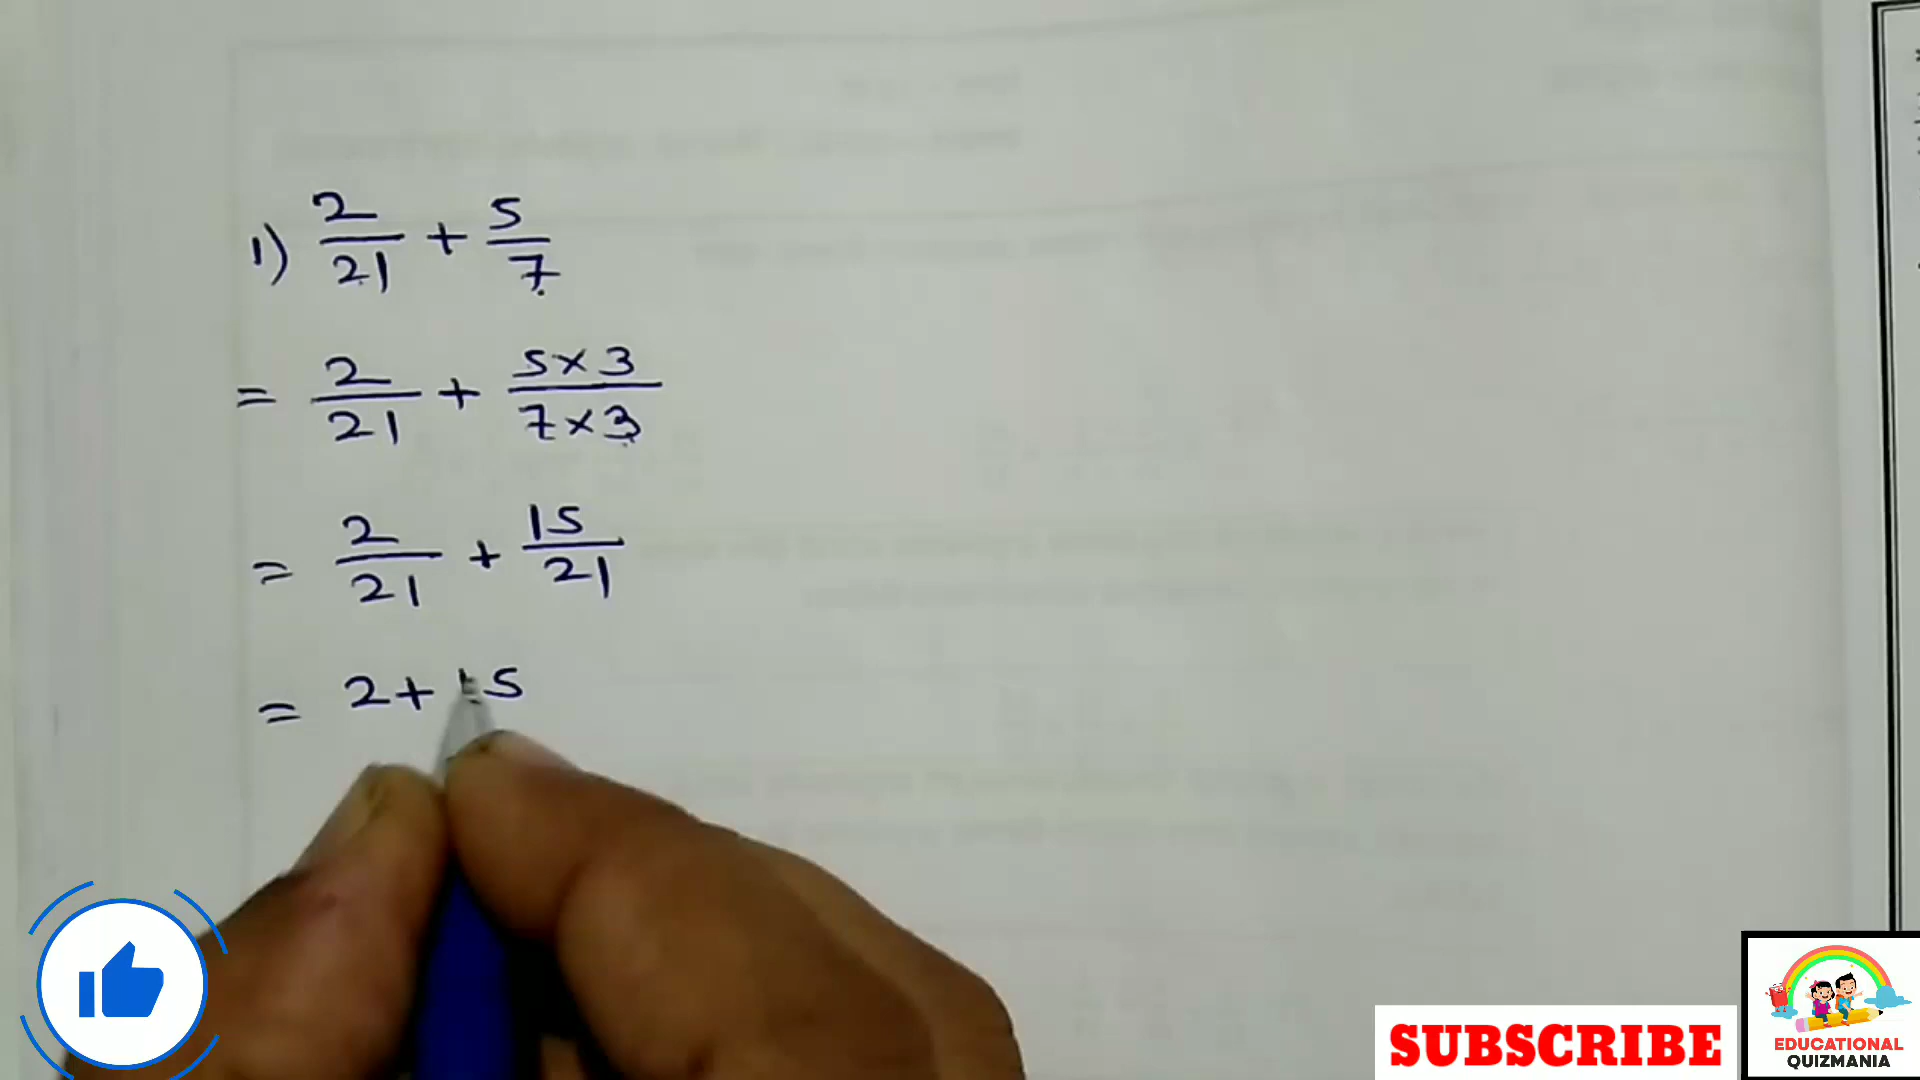 1) 2/21 + 5/7
= 2/21 + 5×3/7×3
= 2/21 + 15/21
= 2+15
SUBSCRIBE
EDUCATIONAL
QUIZMANIA